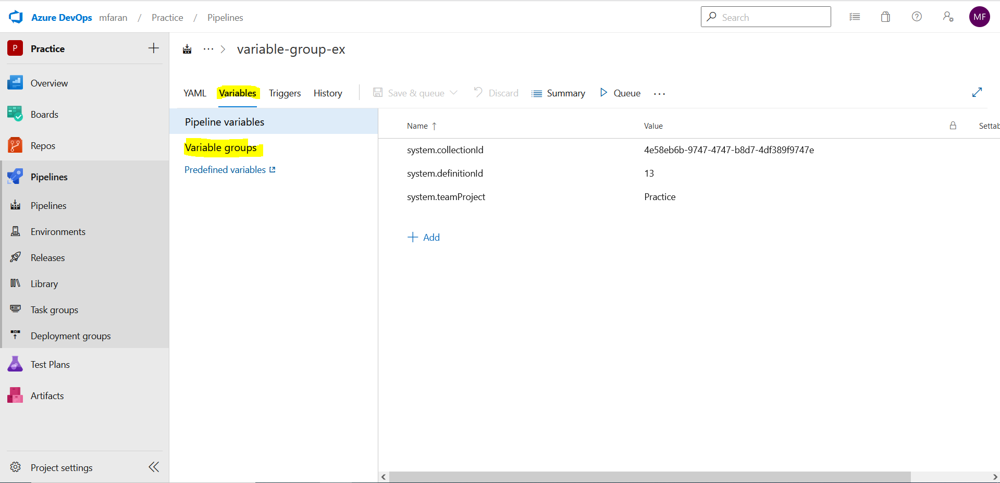 Azure DevOps mfaran / Practice / Pipelines
Search
MF
P Practice
Overview
Boards
Repos
Pipelines
Pipelines
Environments
Releases
Library
Task groups
Deployment groups
Test Plans
Artifacts
Project settings
... > variable-group-ex
YAML Variables Triggers History Save & queue Discard Summary Queue ...
Pipeline variables
Variable groups
Predefined variables
Name ↑ Value Settab
system.collectionId 4e58eb6b-9747-4747-b8d7-4df389f9747e
system.definitionId 13
system.teamProject Practice
+ Add